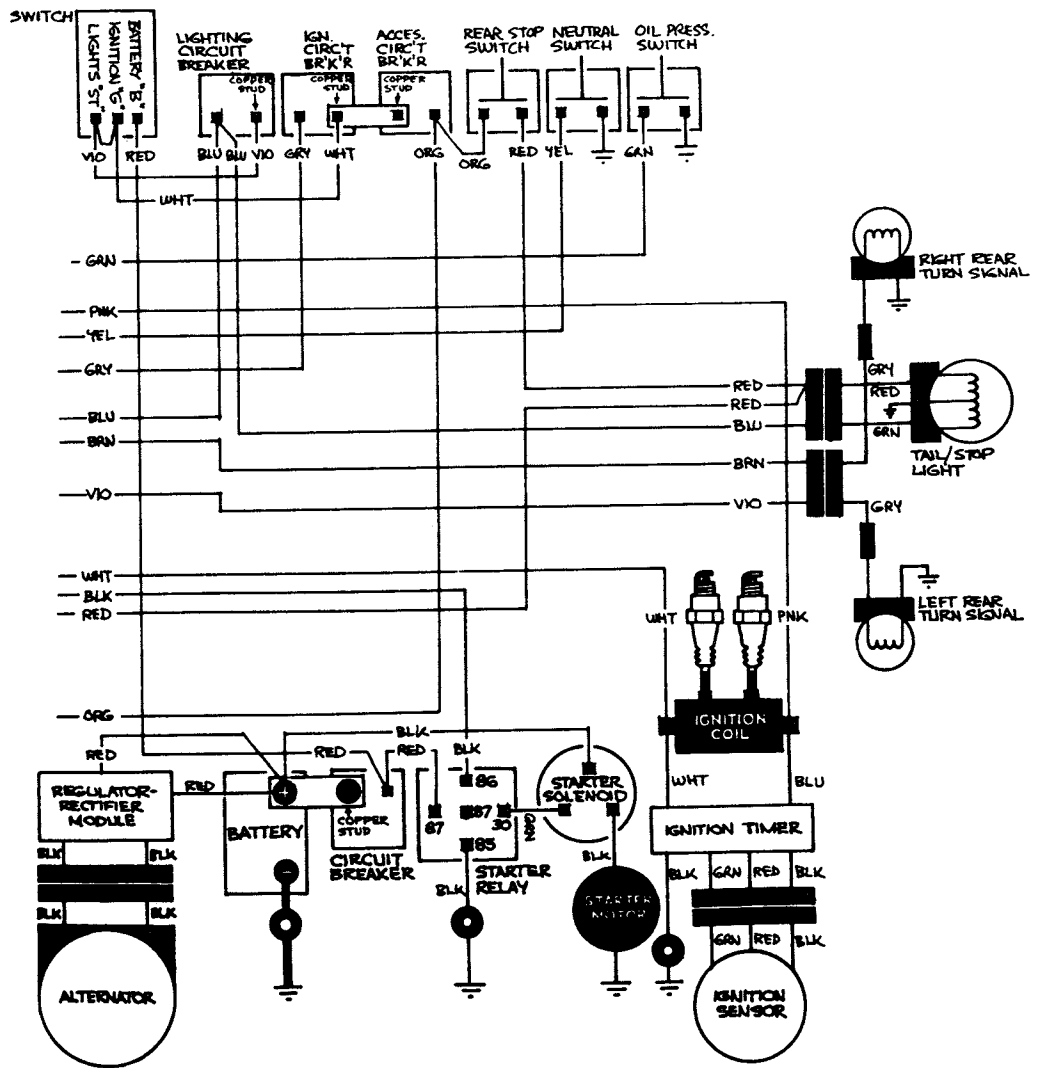 SWITCH
BATTERY "B"
IGNITION "G"
LIGHTS "ST"
LIGHTING
CIRCUIT
BREAKER
COPPER
STUD
IGN.
CIRC'T
BR'K'R
COPPER
STUD
ACCES.
CIRC'T
BR'K'R
COPPER
STUD
REAR STOP
SWITCH
NEUTRAL
SWITCH
OIL PRESS.
SWITCH
VIO
RED
BLU
BLU
VIO
GRY
WHT
ORG
ORG
RED
YEL
GRN
WHT
GRN
PNK
YEL
GRY
BLU
BRN
VIO
WHT
BLK
RED
ORG
RIGHT REAR
TURN SIGNAL
RED
RED
BLU
BRN
VIO
GRY
RED
GRN
TAIL/STOP
LIGHT
GRY
LEFT REAR
TURN SIGNAL
WHT
PNK
IGNITION
COIL
WHT
BLU
IGNITION TIMER
BLK
GRN
RED
BLK
GRN
RED
BLK
IGNITION
SENSOR
RED
REGULATOR-
RECTIFIER
MODULE
RED
BLK
BLK
BLK
BLK
ALTERNATOR
BLK
RED
RED
BLK
+
BATTERY
-
COPPER
STUD
CIRCUIT
BREAKER
86
87
87
30
85
STARTER
RELAY
BLK
GRN
STARTER
SOLENOID
BLK
STARTER
MOTOR